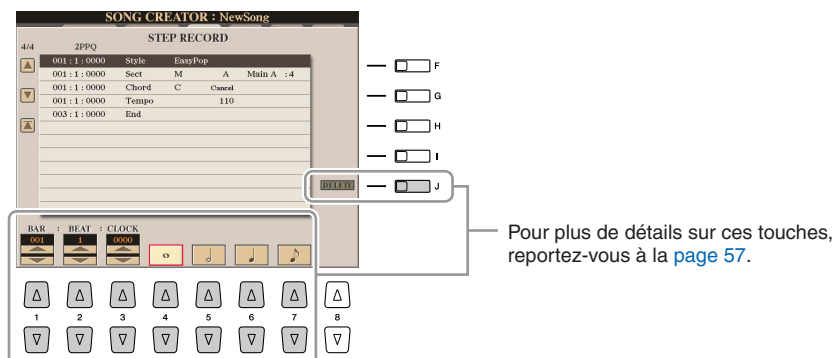 SONG CREATOR : NewSong
STEP RECORD
4/4 2PPQ
001 : 1 : 0000 Style EasyPop
001 : 1 : 0000 Sect M A Main A : 4
001 : 1 : 0000 Chord C Cancel
001 : 1 : 0000 Tempo 110
003 : 1 : 0000 End
F
G
H
I
DELETE J
BAR : BEAT : CLOCK
001 1 0000
1 2 3 4 5 6 7 8
Pour plus de détails sur ces touches,
reportez-vous à la page 57.